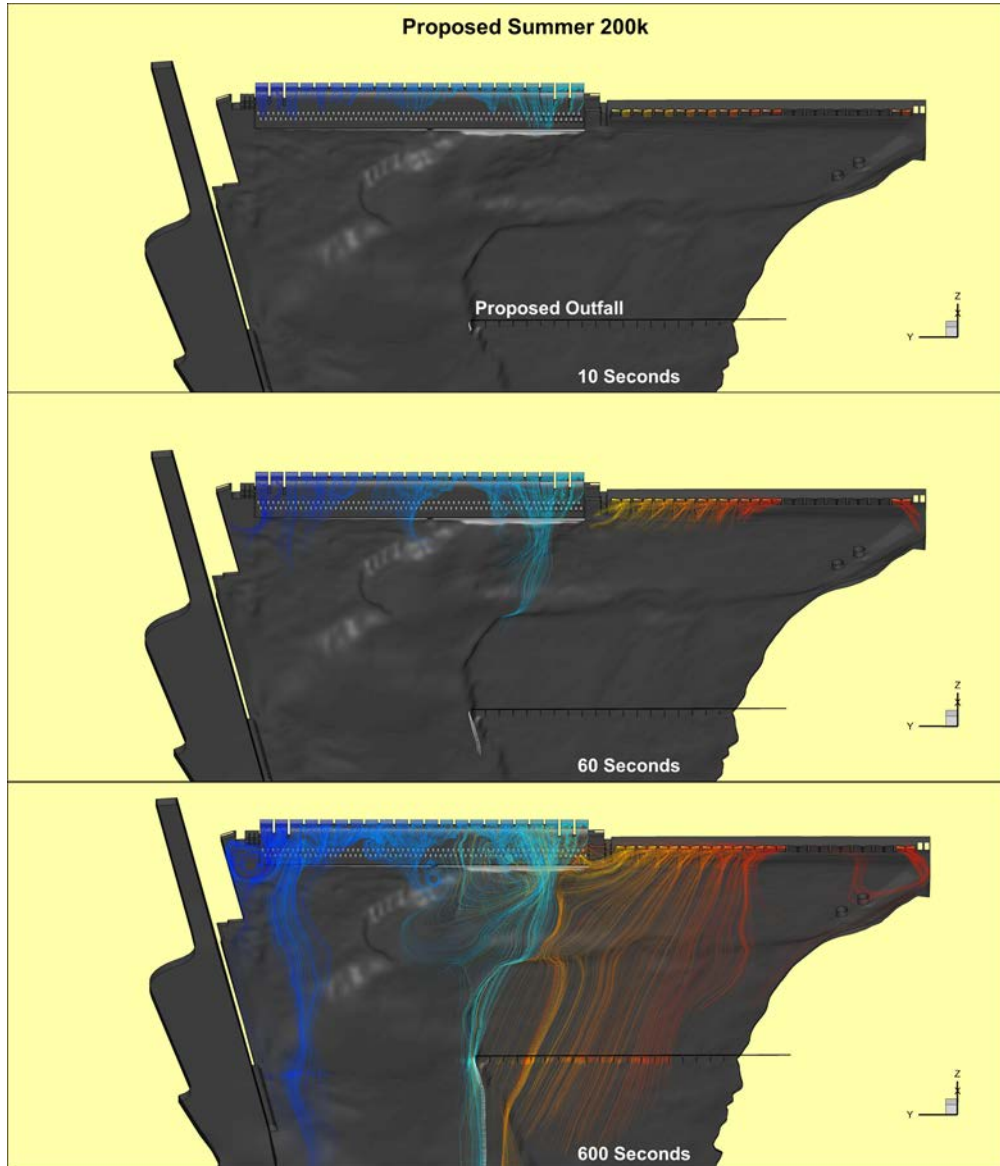 Proposed Summer 200k
Proposed Outfall
10 Seconds
Z
X
Y
60 Seconds
Z
X
Y
600 Seconds
Z
X
Y